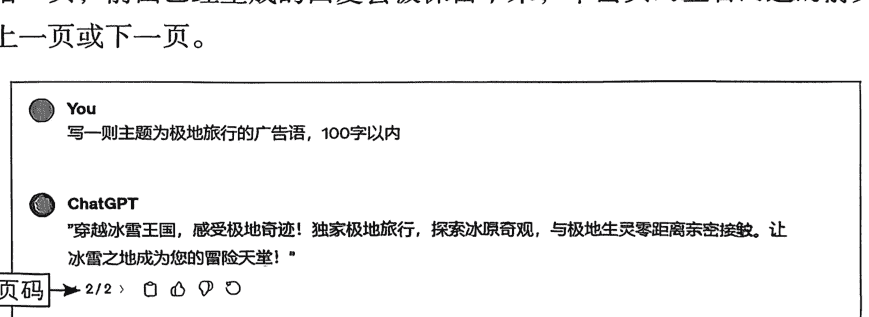 上一页或下一页。
You
写一则主题为极地旅行的广告语，100字以内
ChatGPT
"穿越冰雪王国，感受极地奇迹！独家极地旅行，探索冰原奇观，与极地生灵零距离亲密接触。让
冰雪之地成为您的冒险天堂！"
页码 2/2 >